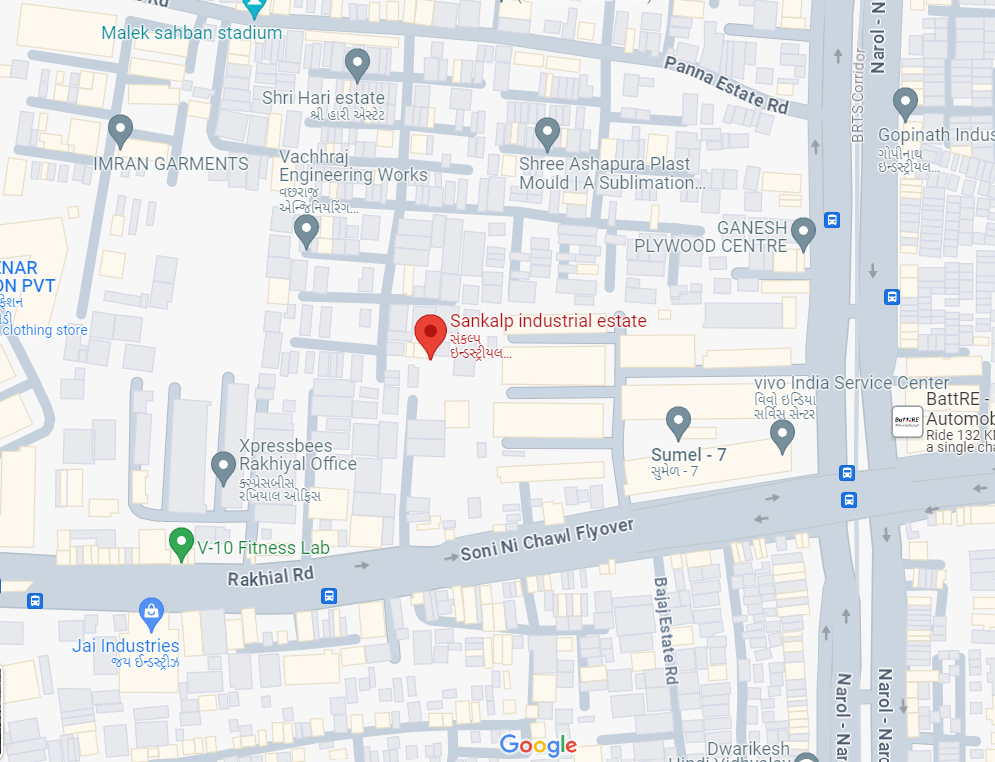 Rd
Malek sahban stadium
Narol - N
Panna Estate Rd
BRTS Corridor
Shri Hari estate
શ્રી હારી એસ્ટેટ
Gopinath Indus
ગોપીનાથ
ઇન્ડસ્ટ્રીયલ...
IMRAN GARMENTS
Vachhraj
Engineering Works
વછરાજ
એન્જિનિયરિંગ...
Shree Ashapura Plast
Mould | A Sublimation...
GANESH
PLYWOOD CENTRE
ENAR
ON PVT
ફેશન
clothing store
Sankalp industrial estate
સંકલ્પ
ઇન્ડસ્ટ્રીયલ...
vivo India Service Center
વિવો ઇન્ડિયા
સર્વિસ સેન્ટર
BattRE -
Automob
Ride 132 K
a single cha
BattRE
Sumel - 7
સુમેળ - 7
Xpressbees
Rakhiyal Office
ક્સ્પ્રેસબીસ
રખિયાલ ઓફિસ
V-10 Fitness Lab
Soni Ni Chawl Flyover
Rakhial Rd
Bajaj Estate Rd
Jai Industries
જય ઈન્ડસ્ટ્રીઝ
Narol - Nar
Narol - Naro
Google
Dwarikesh
Hindi Vidhyalay